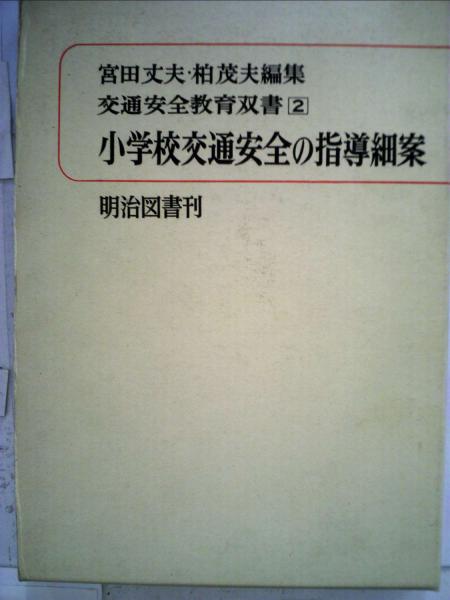 宮田丈夫・柏茂夫編集
交通安全教育双書2
小学校交通安全の指導細案
明治図書刊